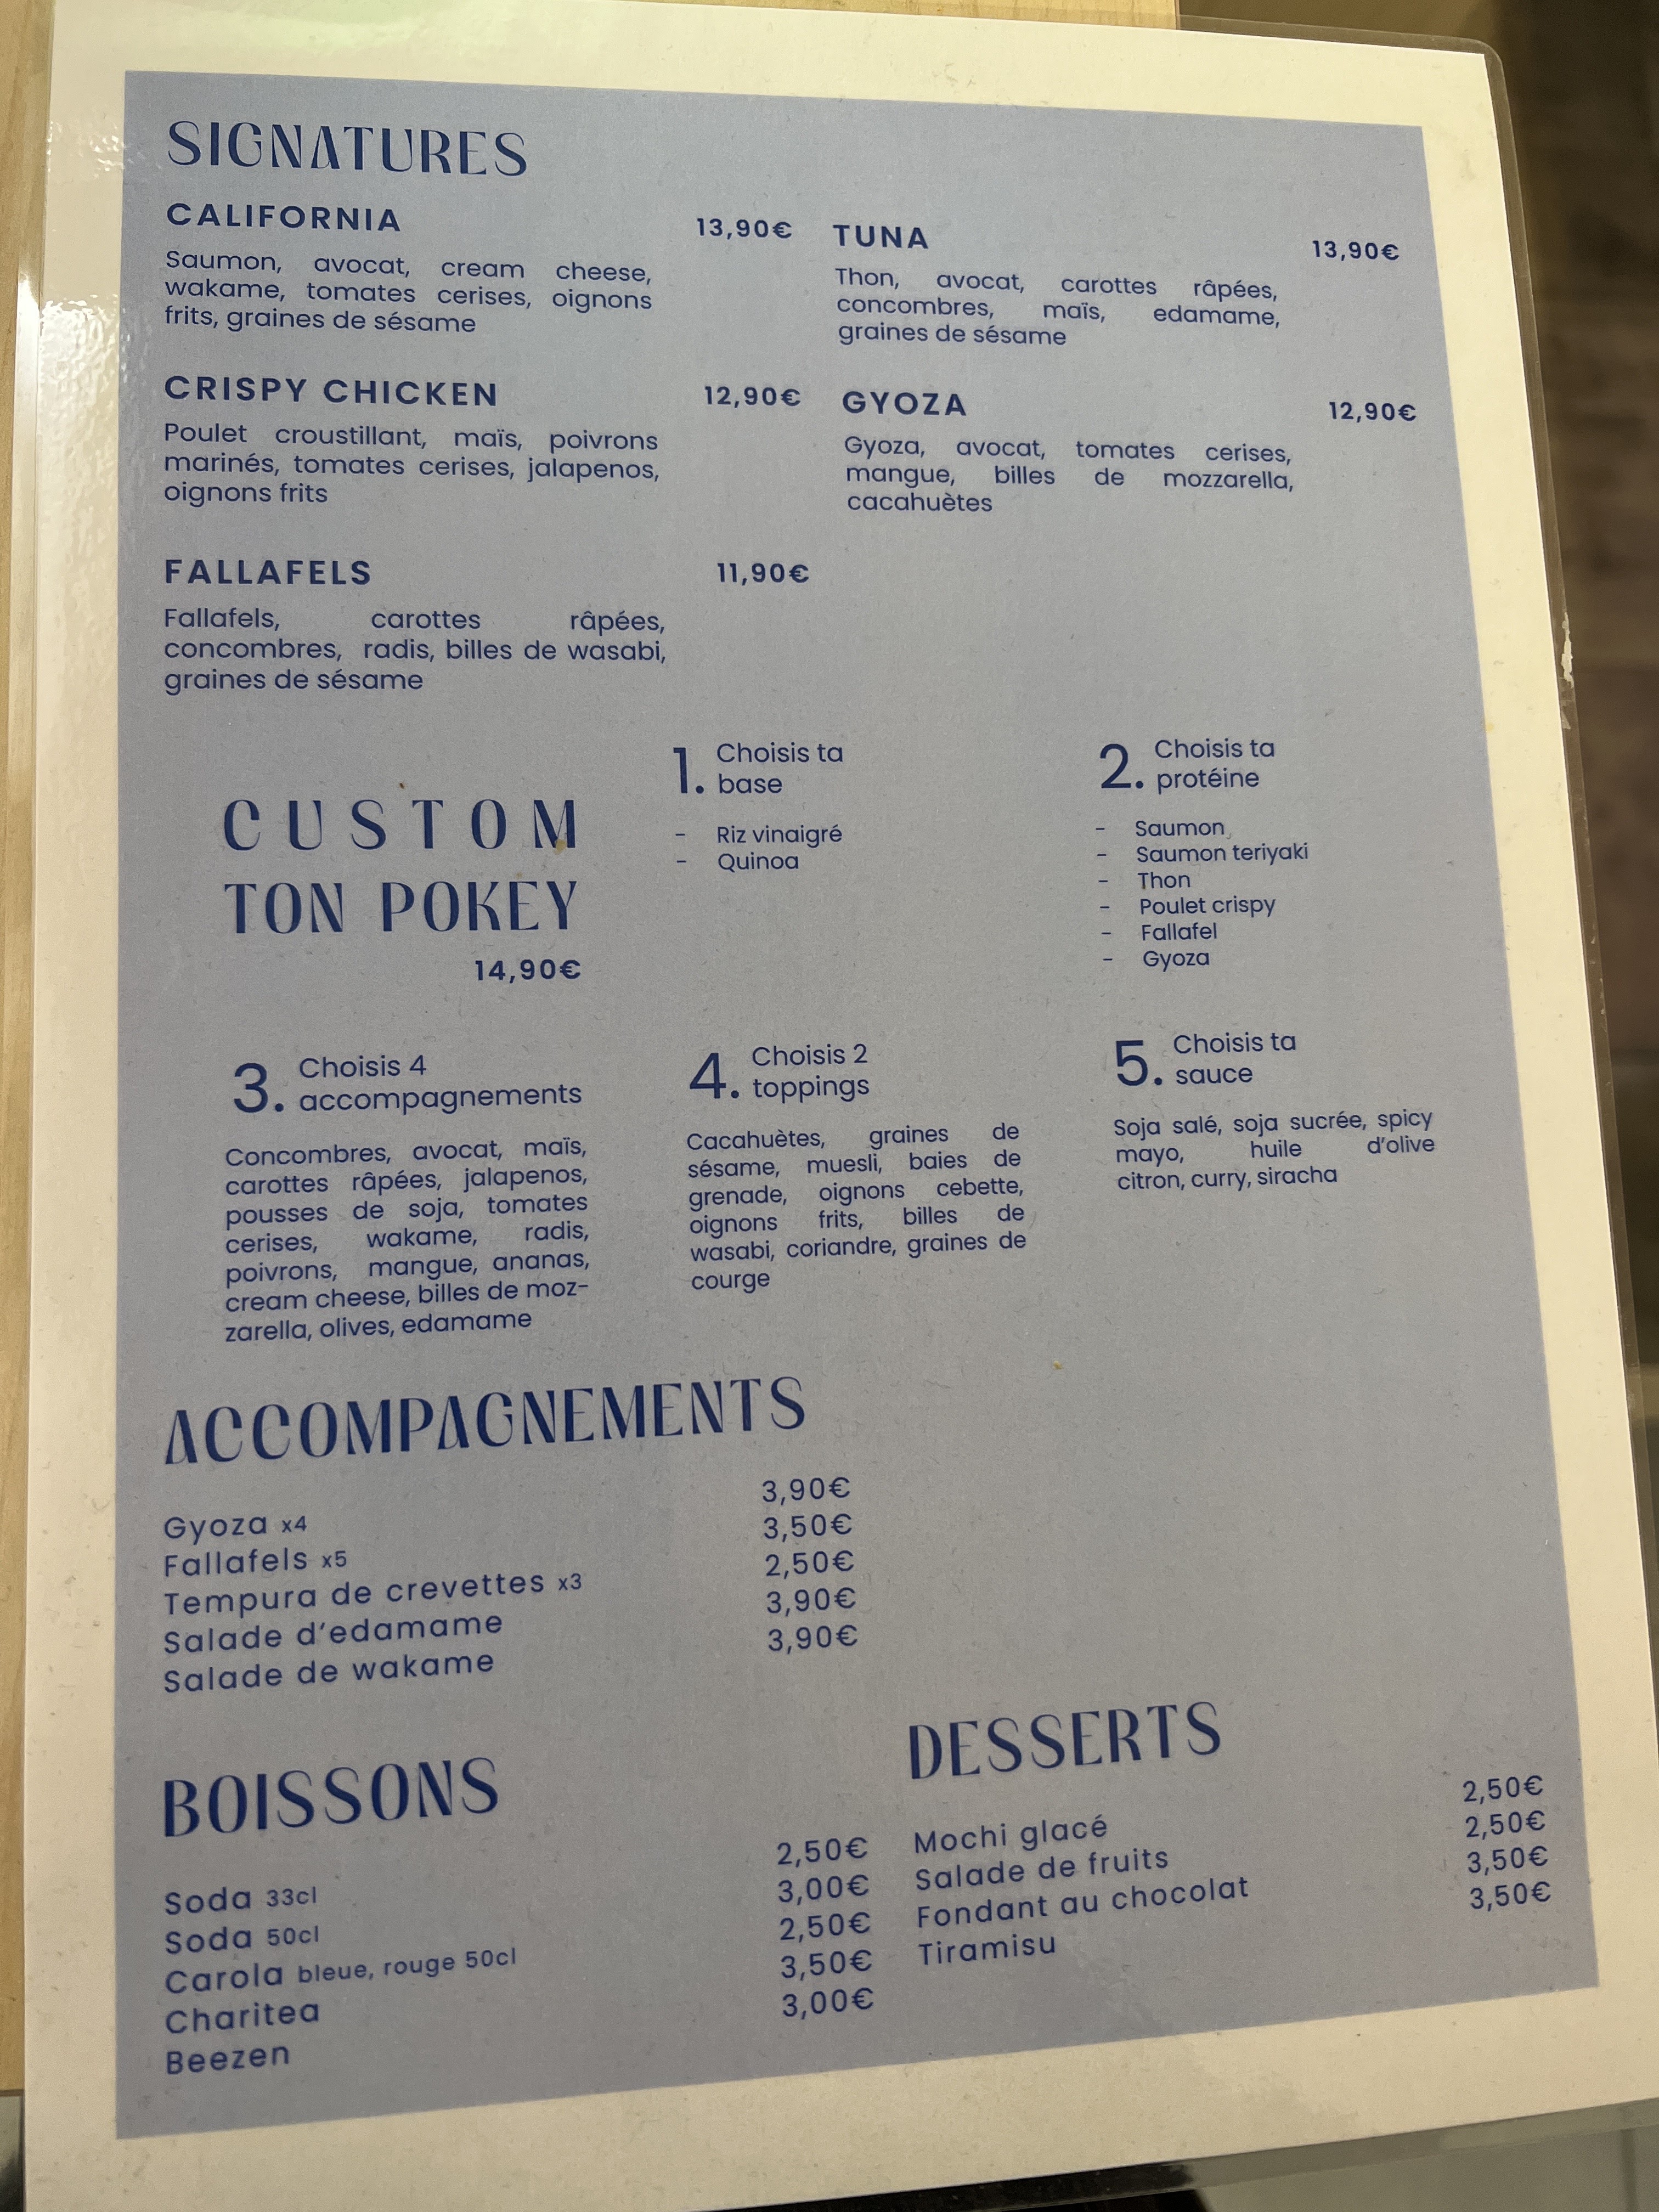 SIGNATURES
CALIFORNIA 13,90€
Saumon, avocat, cream cheese,
wakame, tomates cerises, oignons
frits, graines de sésame
TUNA 13,90€
Thon, avocat, carottes râpées,
concombres, maïs, edamame,
graines de sésame
CRISPY CHICKEN 12,90€
Poulet croustillant, maïs, poivrons
marinés, tomates cerises, jalapenos,
oignons frits
GYOZA 12,90€
Gyoza, avocat, tomates cerises,
mangue, billes de mozzarella,
cacahuètes
FALLAFELS 11,90€
Fallafels, carottes râpées,
concombres, radis, billes de wasabi,
graines de sésame
CUSTOM
TON POKEY
14,90€
1. Choisis ta
base
- Riz vinaigré
- Quinoa
2. Choisis ta
protéine
- Saumon
- Saumon teriyaki
- Thon
- Poulet crispy
- Fallafel
- Gyoza
3. Choisis 4
accompagnements
Concombres, avocat, maïs,
carottes râpées, jalapenos,
pousses de soja, tomates
cerises, wakame, radis,
poivrons, mangue, ananas,
cream cheese, billes de moz-
zarella, olives, edamame
4. Choisis 2
toppings
Cacahuètes, graines de
sésame, muesli, baies de
grenade, oignons cebette,
oignons frits, billes de
wasabi, coriandre, graines de
courge
5. Choisis ta
sauce
Soja salé, soja sucrée, spicy
mayo, huile d'olive
citron, curry, siracha
ACCOMPAGNEMENTS
Gyoza x4 3,90€
Fallafels x5 3,50€
Tempura de crevettes x3 2,50€
Salade d'edamame 3,90€
Salade de wakame 3,90€
BOISSONS
Soda 33cl 2,50€
Soda 50cl 3,00€
Carola bleue, rouge 50cl 2,50€
Charitea 3,50€
Beezen 3,00€
DESSERTS
Mochi glacé 2,50€
Salade de fruits 2,50€
Fondant au chocolat 3,50€
Tiramisu 3,50€